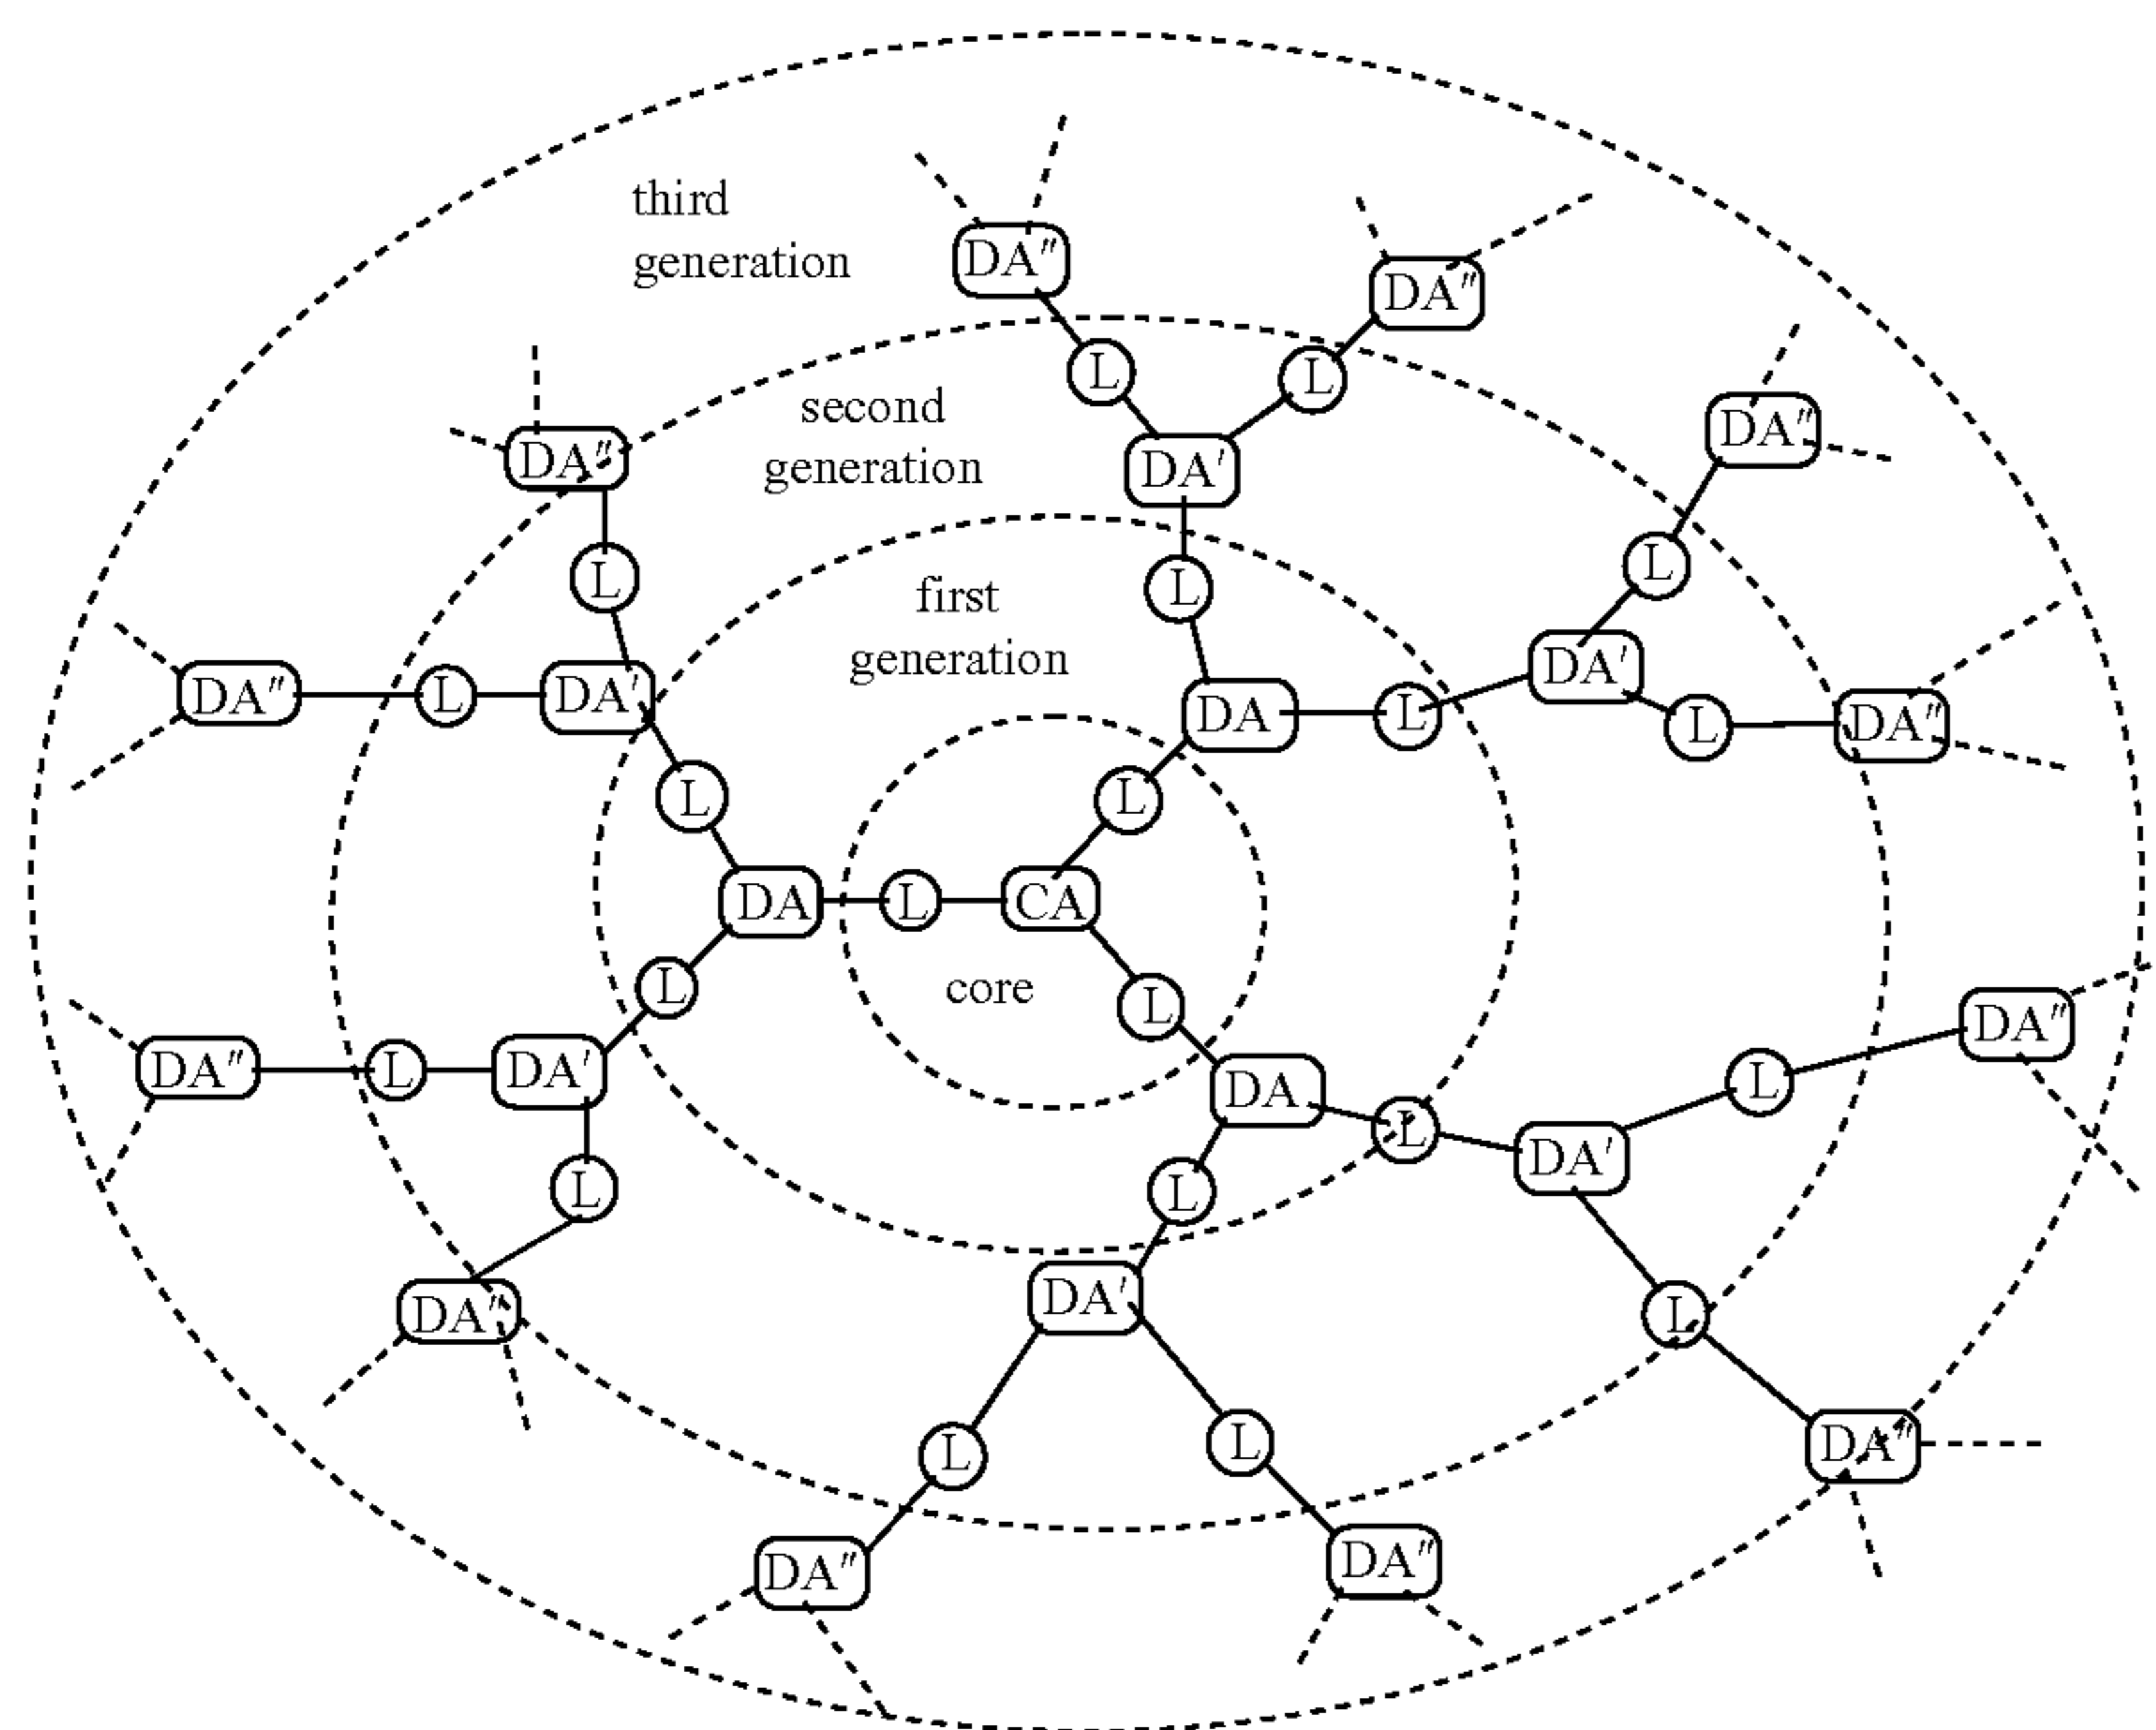 third
generation
DA″
DA″
L
L
second
generation
DA″
DA″
DA′
L
L
first
generation
L
DA′
DA″
L
DA′
DA
L
L
DA″
L
L
DA
L
CA
core
L
L
DA″
DA″
L
DA′
DA
L
DA′
L
L
L
DA″
DA′
L
L
L
DA″
DA″
DA″